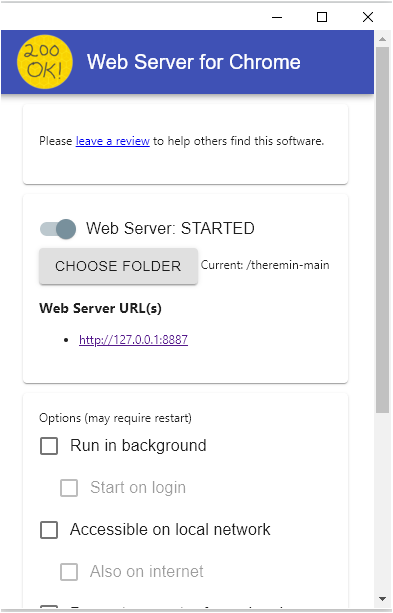 200
OK!
Web Server for Chrome
Please leave a review to help others find this software.
Web Server: STARTED
CHOOSE FOLDER Current: /theremin-main
Web Server URL(s)
• http://127.0.0.1:8887
Options (may require restart)
Run in background
Start on login
Accessible on local network
Also on internet